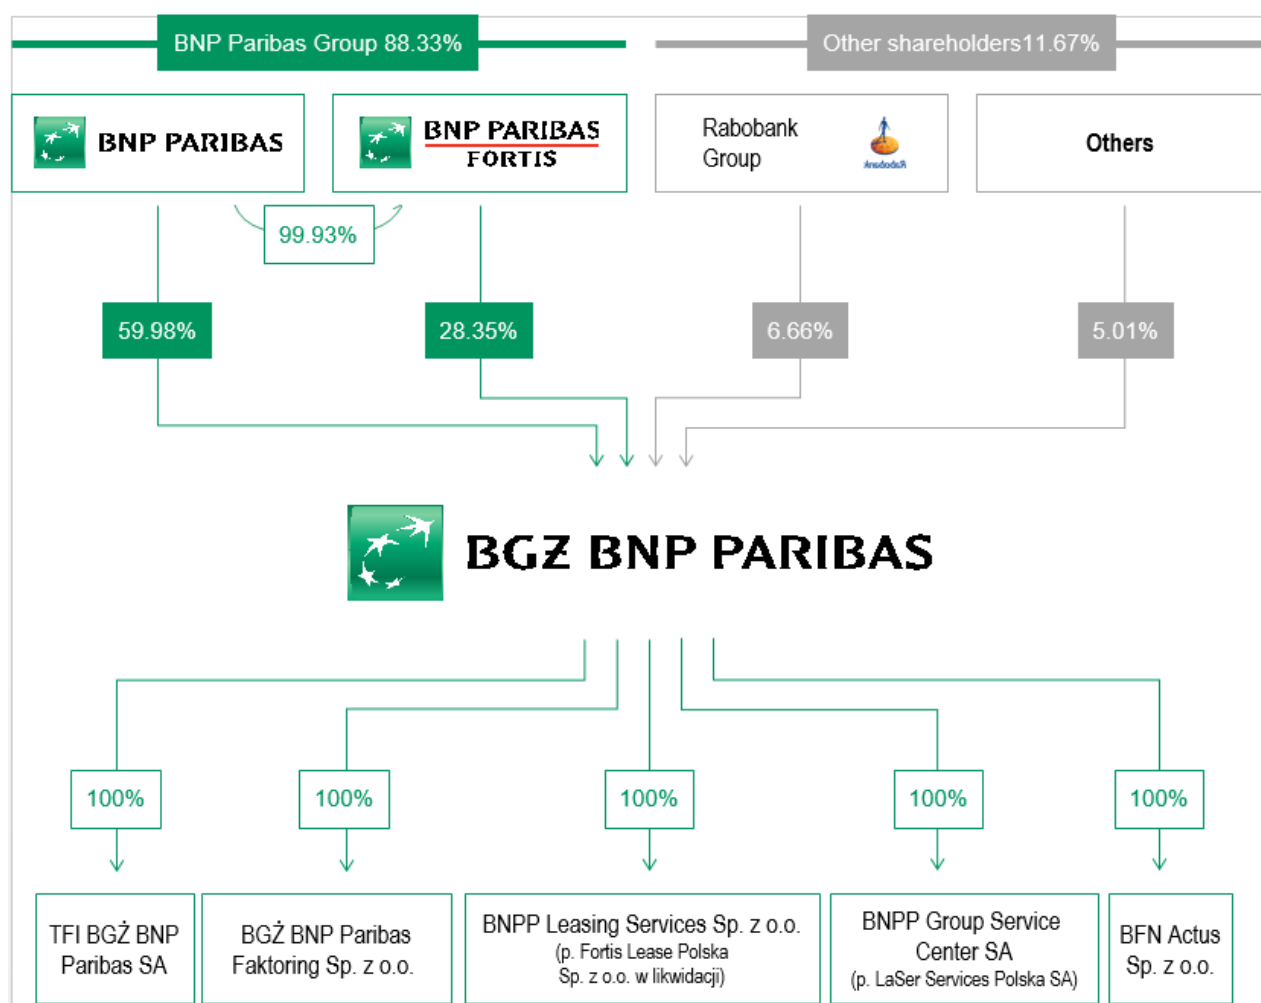 BNP Paribas Group 88.33%
Other shareholders11.67%
BNP PARIBAS
BNP PARIBAS
FORTIS
Rabobank
Group
Rabobank
Others
99.93%
59.98%
28.35%
6.66%
5.01%
BGŻ BNP PARIBAS
100%
100%
100%
100%
100%
TFI BGŻ BNP
Paribas SA
BGŻ BNP Paribas
Faktoring Sp. z o.o.
BNPP Leasing Services Sp. z o.o.
(p. Fortis Lease Polska
Sp. z o.o. w likwidacji)
BNPP Group Service
Center SA
(p. LaSer Services Polska SA)
BFN Actus
Sp. z o.o.